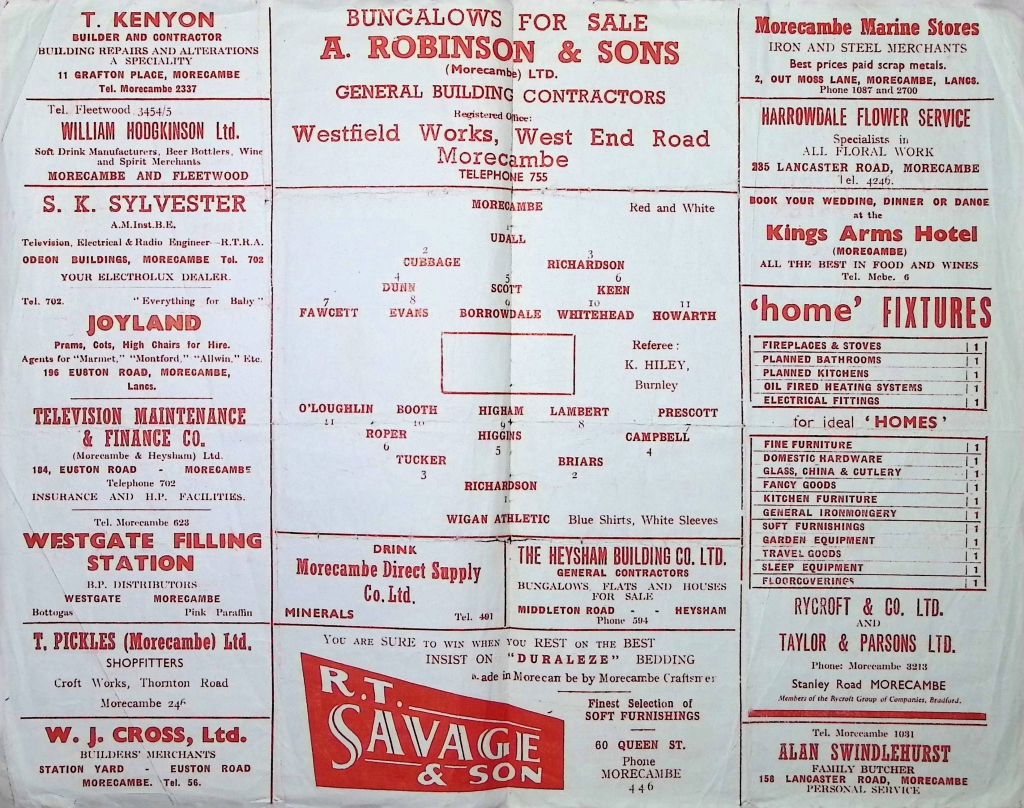 T. KENYON
BUILDER AND CONTRACTOR
BUILDING REPAIRS AND ALTERATIONS
A SPECIALITY
11 GRAFTON PLACE, MORECAMBE
Tel. Morecambe 2337
Tel. Fleetwood 3454/5
WILLIAM HODGKINSON Ltd.
Soft Drink Manufacturers, Beer Bottlers, Wine
and Spirit Merchants
MORECAMBE AND FLEETWOOD
S. K. SYLVESTER
A.M.Inst.B.E.
Television, Electrical & Radio Engineer - R.T.R.A.
ODEON BUILDINGS, MORECAMBE Tel. 702
YOUR ELECTROLUX DEALER.
Tel. 702. "Everything for Baby"
JOYLAND
Prams, Cots, High Chairs for Hire.
Agents for "Marmet," "Montford," "Allwin," Etc.
196 EUSTON ROAD, MORECAMBE,
Lancs.
TELEVISION MAINTENANCE
& FINANCE CO.
(Morecambe & Heysham) Ltd.
184, EUSTON ROAD - MORECAMBE
Telephone 702
INSURANCE AND H.P. FACILITIES.
Tel. Morecambe 623
WESTGATE FILLING
STATION
B.P. DISTRIBUTORS
WESTGATE MORECAMBE
Bottogas Pink Paraffin
T. PICKLES (Morecambe) Ltd.
SHOPFITTERS
Croft Works, Thornton Road
Morecambe 246
W. J. CROSS, Ltd.
BUILDERS' MERCHANTS
STATION YARD - EUSTON ROAD
MORECAMBE. Tel. 56.
BUNGALOWS FOR SALE
A. ROBINSON & SONS
(Morecambe) LTD.
GENERAL BUILDING CONTRACTORS
Registered Office:
Westfield Works, West End Road
Morecambe
TELEPHONE 755
MORECAMBE Red and White
1
UDALL
2 3
CUBBAGE RICHARDSON
4 5 6
DUNN SCOTT KEEN
7 8 9 10 11
FAWCETT EVANS BORROWDALE WHITEHEAD HOWARTH
Referee :
K. HILEY,
Burnley
O'LOUGHLIN BOOTH HIGHAM LAMBERT PRESCOTT
11 10 9 8 7
ROPER HIGGINS CAMPBELL
6 5 4
TUCKER BRIARS
3 2
RICHARDSON
1
WIGAN ATHLETIC Blue Shirts, White Sleeves
DRINK
Morecambe Direct Supply
Co. Ltd.
MINERALS Tel. 491
THE HEYSHAM BUILDING CO. LTD.
GENERAL CONTRACTORS
BUNGALOWS, FLATS AND HOUSES
FOR SALE
MIDDLETON ROAD - - HEYSHAM
Phone 594
YOU ARE SURE TO WIN WHEN YOU REST ON THE BEST
INSIST ON "DURALEZE" BEDDING
ade in Morecambe by Morecambe Craftsmen
R.T.
SAVAGE
& SON
Finest Selection of
SOFT FURNISHINGS
60 QUEEN ST.
Phone
MORECAMBE
446
Morecambe Marine Stores
IRON AND STEEL MERCHANTS
Best prices paid scrap metals.
2, OUT MOSS LANE, MORECAMBE, LANCS.
Phone 1087 and 2700
HARROWDALE FLOWER SERVICE
Specialists in
ALL FLORAL WORK
235 LANCASTER ROAD, MORECAMBE
Tel. 4246.
BOOK YOUR WEDDING, DINNER OR DANCE
at the
Kings Arms Hotel
(MORECAMBE)
ALL THE BEST IN FOOD AND WINES
Tel. Mcbe. 6
'home' FIXTURES
FIREPLACES & STOVES 1
PLANNED BATHROOMS 1
PLANNED KITCHENS 1
OIL FIRED HEATING SYSTEMS 1
ELECTRICAL FITTINGS 1
for ideal 'HOMES'
FINE FURNITURE 1
DOMESTIC HARDWARE 1
GLASS, CHINA & CUTLERY 1
FANCY GOODS 1
KITCHEN FURNITURE 1
GENERAL IRONMONGERY 1
SOFT FURNISHINGS 1
GARDEN EQUIPMENT 1
TRAVEL GOODS 1
SLEEP EQUIPMENT 1
FLOORCOVERINGS 1
RYCROFT & CO. LTD.
AND
TAYLOR & PARSONS LTD.
Phone: Morecambe 3213
Stanley Road MORECAMBE
Members of the Rycroft Group of Companies, Bradford.
Tel. Morecambe 1031
ALAN SWINDLEHURST
FAMILY BUTCHER
158 LANCASTER ROAD, MORECAMBE
PERSONAL SERVICE